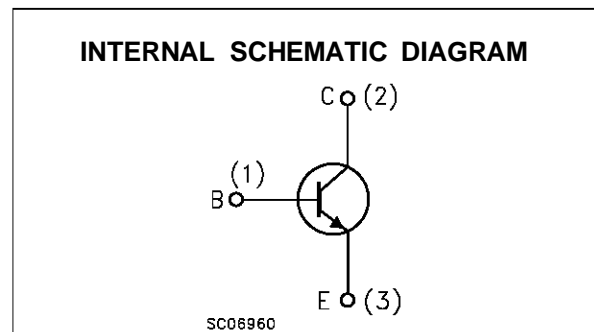 INTERNAL SCHEMATIC DIAGRAM
C (2)
(1)
B
E (3)
SC06960